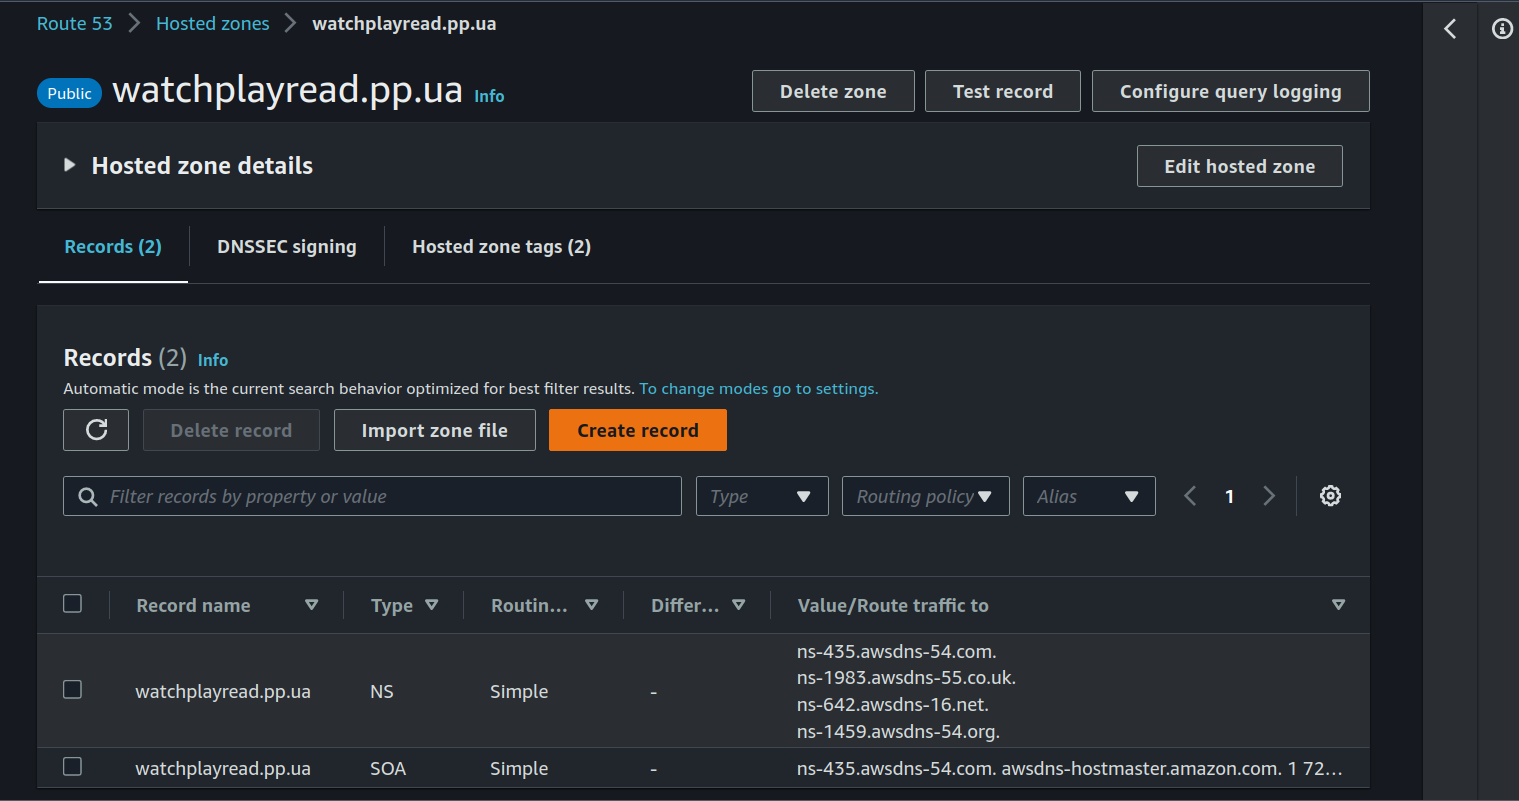 Route 53 Hosted zones watchplayread.pp.ua
Public watchplayread.pp.ua Info Delete zone Test record Configure query logging
Hosted zone details Edit hosted zone
Records (2) DNSSEC signing Hosted zone tags (2)
Records (2) Info
Automatic mode is the current search behavior optimized for best filter results. To change modes go to settings.
Delete record Import zone file Create record
Filter records by property or value Type Routing policy Alias 1
Record name Type Routin... Differ... Value/Route traffic to
ns-435.awsdns-54.com.
ns-1983.awsdns-55.co.uk.
watchplayread.pp.ua NS Simple -
ns-642.awsdns-16.net.
ns-1459.awsdns-54.org.
watchplayread.pp.ua SOA Simple - ns-435.awsdns-54.com. awsdns-hostmaster.amazon.com. 1 72...